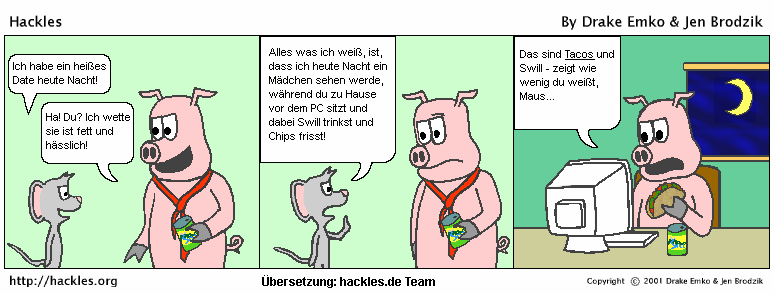 Hackles
By Drake Emko & Jen Brodzik
Ich habe ein heißes
Date heute Nacht!
Ha! Du? Ich wette
sie ist fett und
hässlich!
Alles was ich weiß, ist,
dass ich heute Nacht ein
Mädchen sehen werde,
während du zu Hause
vor dem PC sitzt und
dabei Swill trinkst und
Chips frisst!
Das sind Tacos und
Swill - zeigt wie
wenig du weißt,
Maus...
http://hackles.org
Übersetzung: hackles.de Team
Copyright © 2001 Drake Emko & Jen Brodzik